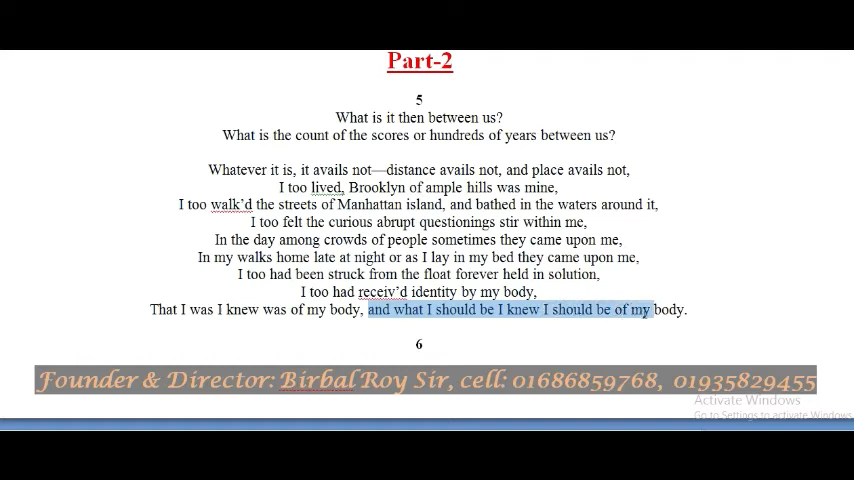 Part-2
5
What is it then between us?
What is the count of the scores or hundreds of years between us?
Whatever it is, it avails not—distance avails not, and place avails not,
I too lived, Brooklyn of ample hills was mine,
I too walk’d the streets of Manhattan island, and bathed in the waters around it,
I too felt the curious abrupt questionings stir within me,
In the day among crowds of people sometimes they came upon me,
In my walks home late at night or as I lay in my bed they came upon me,
I too had been struck from the float forever held in solution,
I too had receiv’d identity by my body,
That I was I knew was of my body, and what I should be I knew I should be of my body.
6
Founder & Director: Birbal Roy Sir, cell: 01686859768, 01935829455
Activate Windows
Go to Settings to activate Windows.